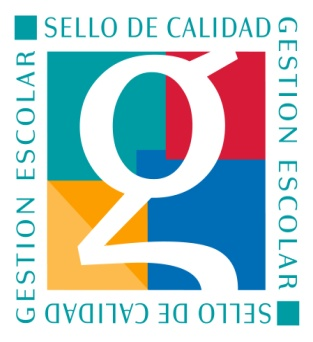 SELLO DE CALIDAD
GESTION ESCOLAR
SELLO DE CALIDAD
GESTION ESCOLAR
g